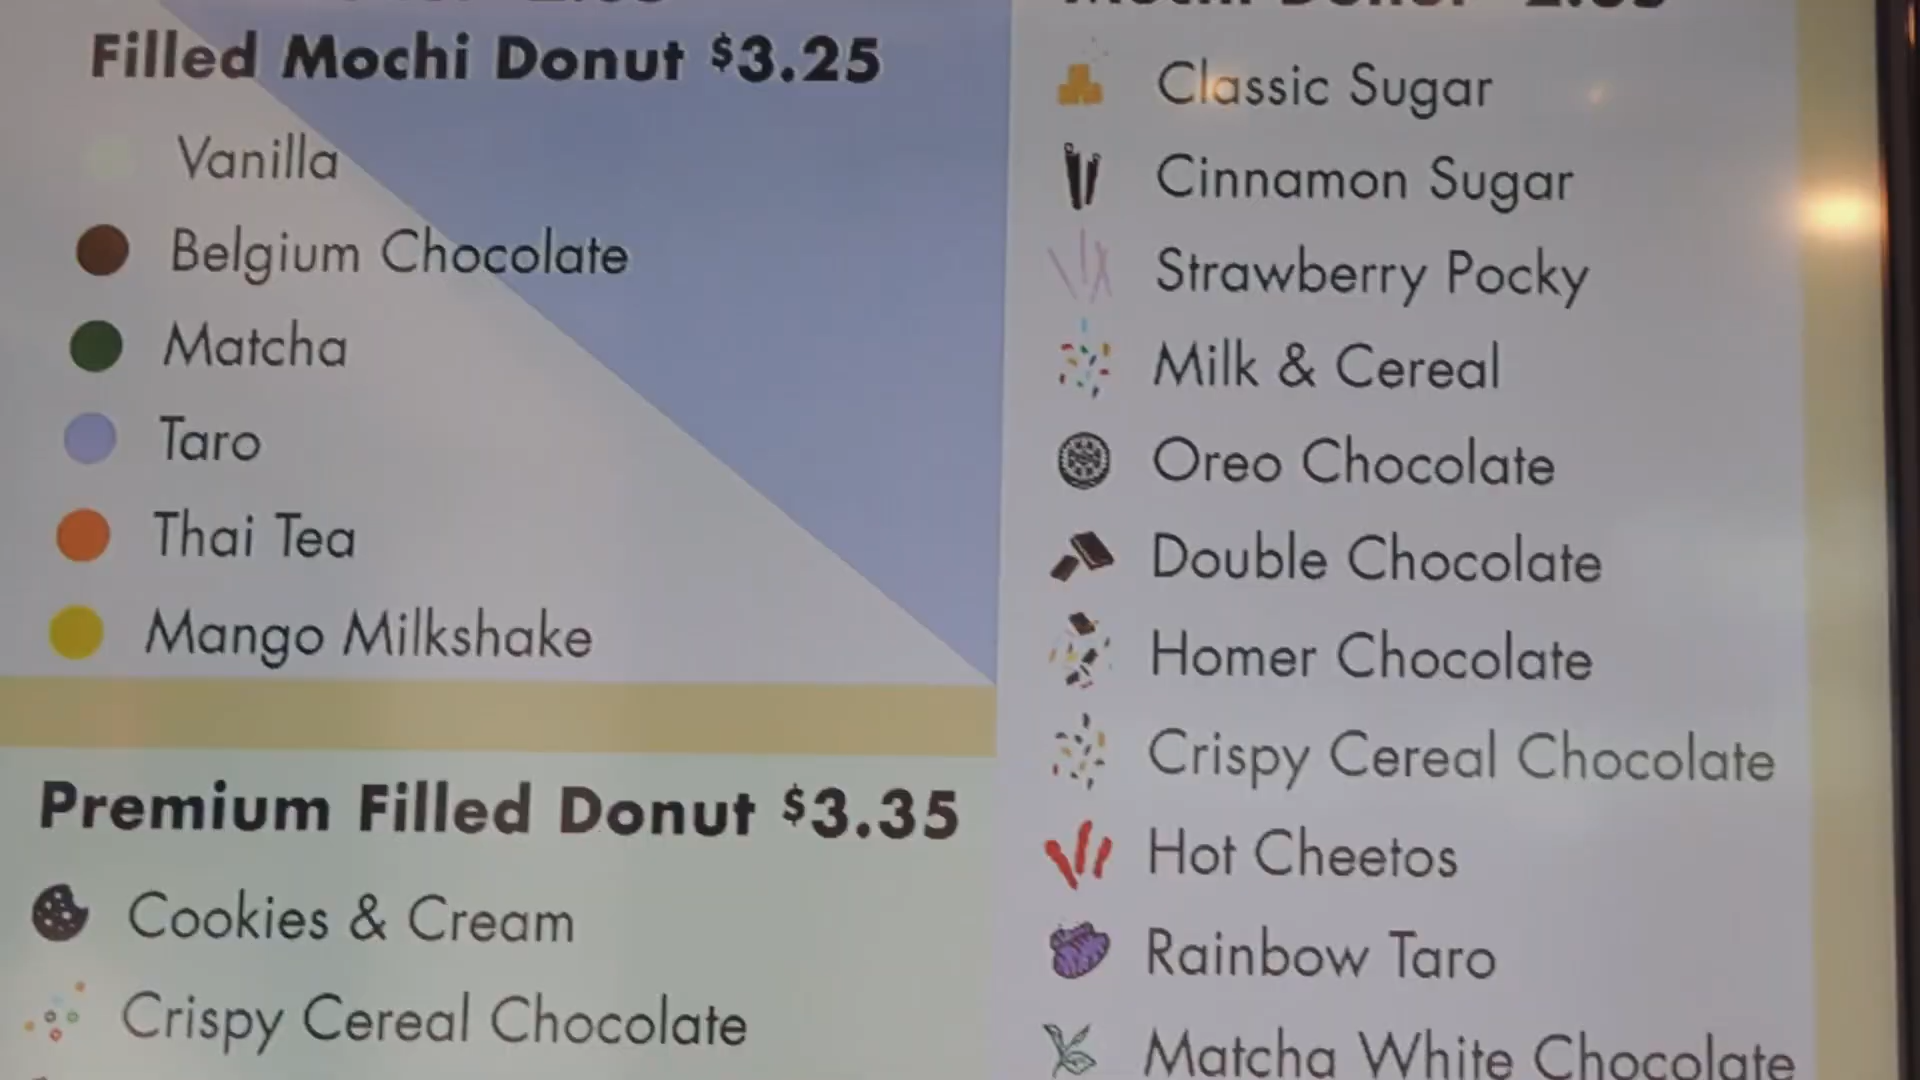 Filled Mochi Donut $3.25
Vanilla
Belgium Chocolate
Matcha
Taro
Thai Tea
Mango Milkshake
Premium Filled Donut $3.35
Cookies & Cream
Crispy Cereal Chocolate
Mochi Donut
Classic Sugar
Cinnamon Sugar
Strawberry Pocky
Milk & Cereal
Oreo Chocolate
Double Chocolate
Homer Chocolate
Crispy Cereal Chocolate
Hot Cheetos
Rainbow Taro
Matcha White Chocolate